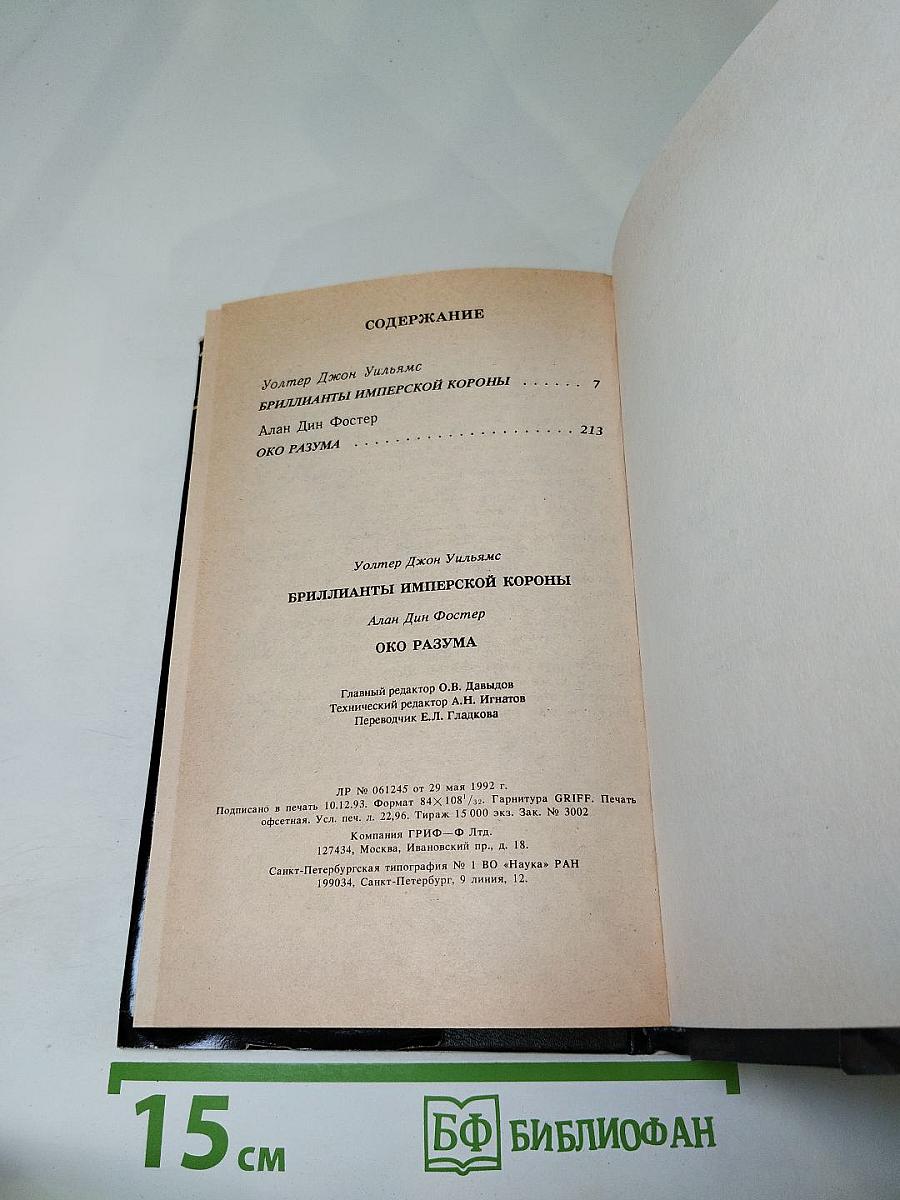 СОДЕРЖАНИЕ
Уолтер Джон Уильямс
БРИЛЛИАНТЫ ИМПЕРСКОЙ КОРОНЫ ...... 7
Алан Дин Фостер
ОКО РАЗУМА ...................... 213
Уолтер Джон Уильямс
БРИЛЛИАНТЫ ИМПЕРСКОЙ КОРОНЫ
Алан Дин Фостер
ОКО РАЗУМА
Главный редактор О.В. Давыдов
Технический редактор А.Н. Игнатов
Переводчик Е.Л. Гладкова
ЛР № 061245 от 29 мая 1992 г.
Подписано в печать 10.12.93. Формат 84×108¹/₃₂. Гарнитура GRIFF. Печать
офсетная. Усл. печ. л. 22,96. Тираж 15 000 экз. Зак. № 3002
Компания ГРИФ—Ф Лтд.
127434, Москва, Ивановский пр., д. 18.
Санкт-Петербургская типография № 1 ВО «Наука» РАН
199034, Санкт-Петербург, 9 линия, 12.
15 см
БФ БИБЛИОФАН